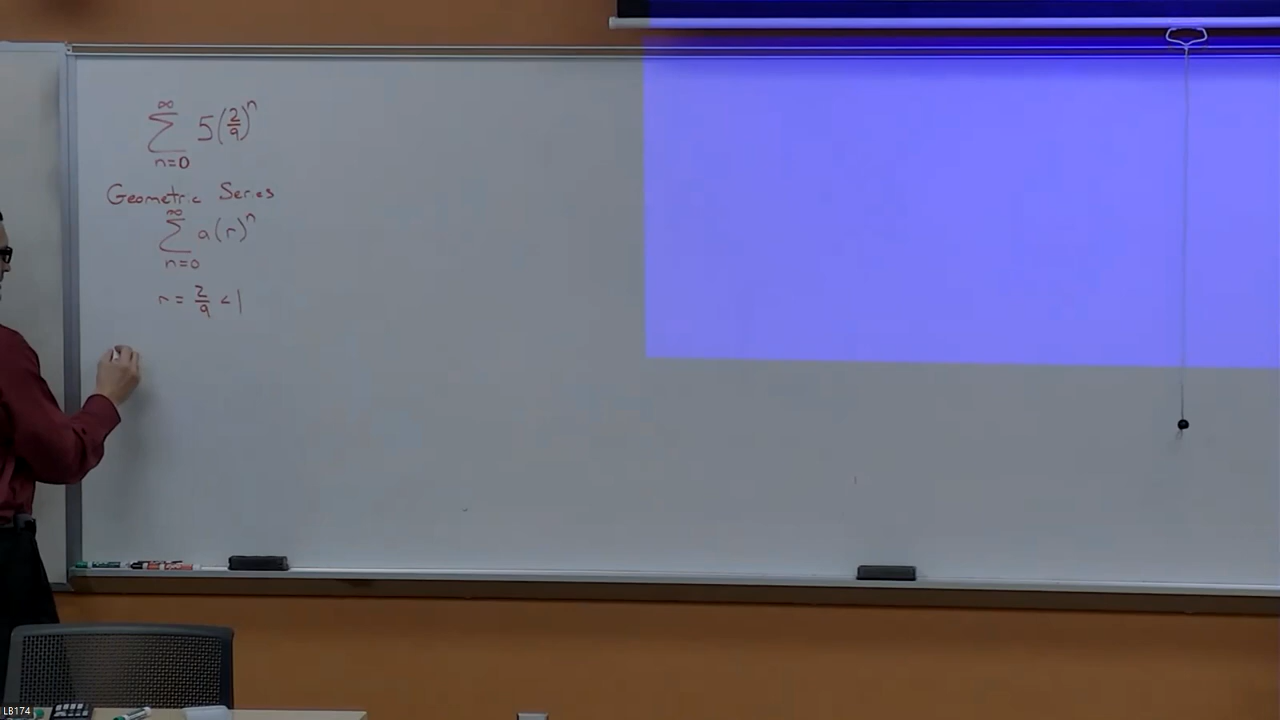 ∞
∑ 5(2/9)^n
n=0
Geometric Series
∞
∑ a(r)^n
n=0
r = 2/9 < 1
LB174